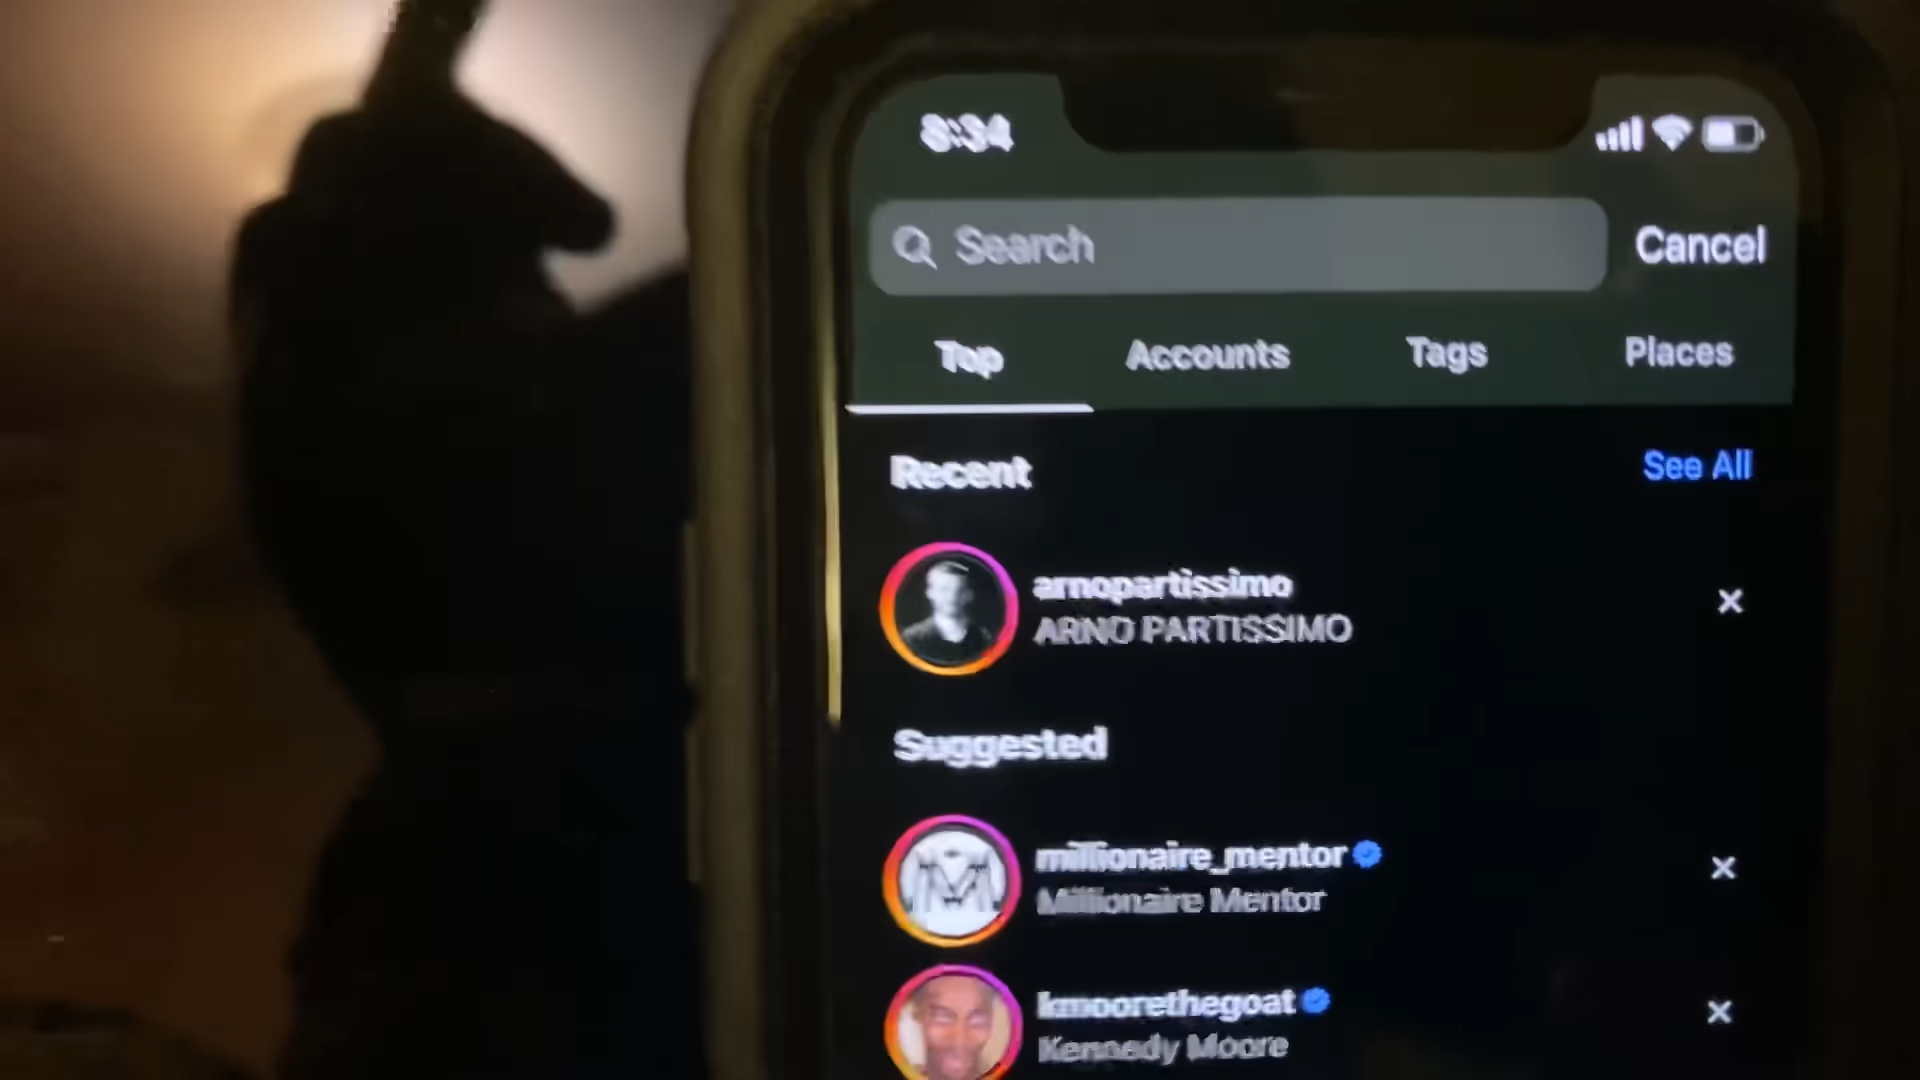 8:34
Search
Cancel
Top Accounts Tags Places
Recent See All
arnopartissimo
ARNO PARTISSIMO
Suggested
millionaire_mentor
Millionaire Mentor
kmoorethegoat
Kennedy Moore